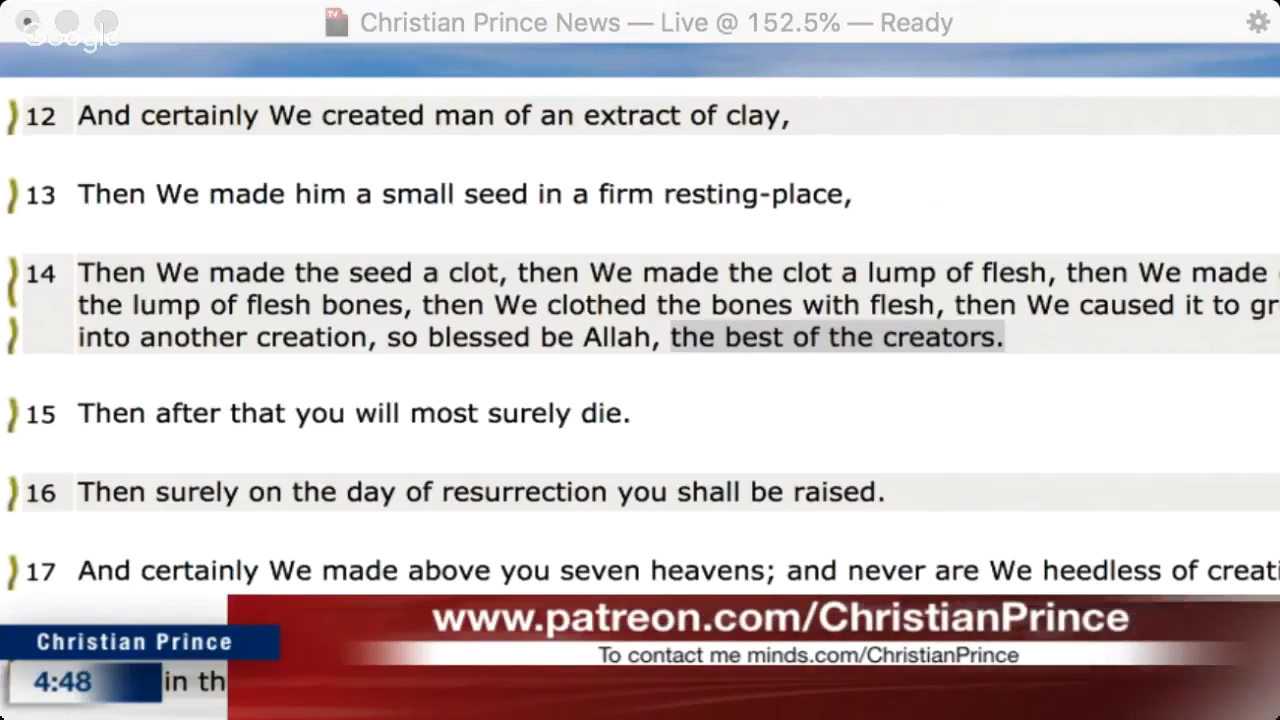 Christian Prince News — Live @ 152.5% — Ready
Google
12 And certainly We created man of an extract of clay,
13 Then We made him a small seed in a firm resting-place,
14 Then We made the seed a clot, then We made the clot a lump of flesh, then We made
the lump of flesh bones, then We clothed the bones with flesh, then We caused it to gr
into another creation, so blessed be Allah, the best of the creators.
15 Then after that you will most surely die.
16 Then surely on the day of resurrection you shall be raised.
17 And certainly We made above you seven heavens; and never are We heedless of creati
www.patreon.com/ChristianPrince
Christian Prince
To contact me minds.com/ChristianPrince
4:48 in th